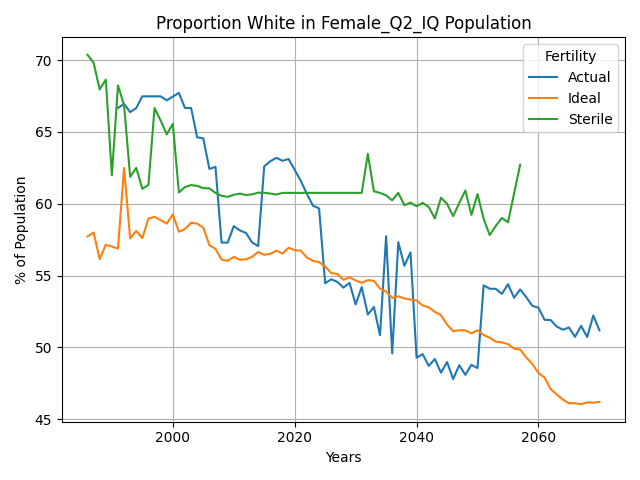 Proportion White in Female_Q2_IQ Population
Fertility
Actual
Ideal
Sterile
% of Population
70
65
60
55
50
45
2000
2020
2040
2060
Years